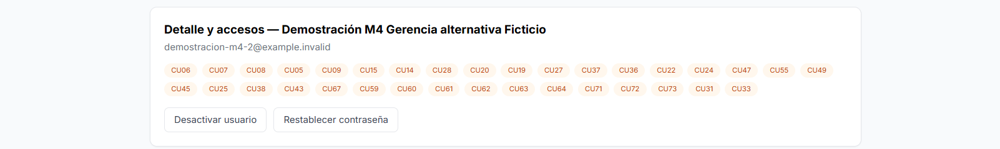 Detalle y accesos — Demostración M4 Gerencia alternativa Ficticio
demostracion-m4-2@example.invalid
CU06 CU07 CU08 CU05 CU09 CU15 CU14 CU28 CU20 CU19 CU27 CU37 CU36 CU22 CU24 CU47 CU55 CU49
CU45 CU25 CU38 CU43 CU67 CU59 CU60 CU61 CU62 CU63 CU64 CU71 CU72 CU73 CU31 CU33
Desactivar usuario Restablecer contraseña